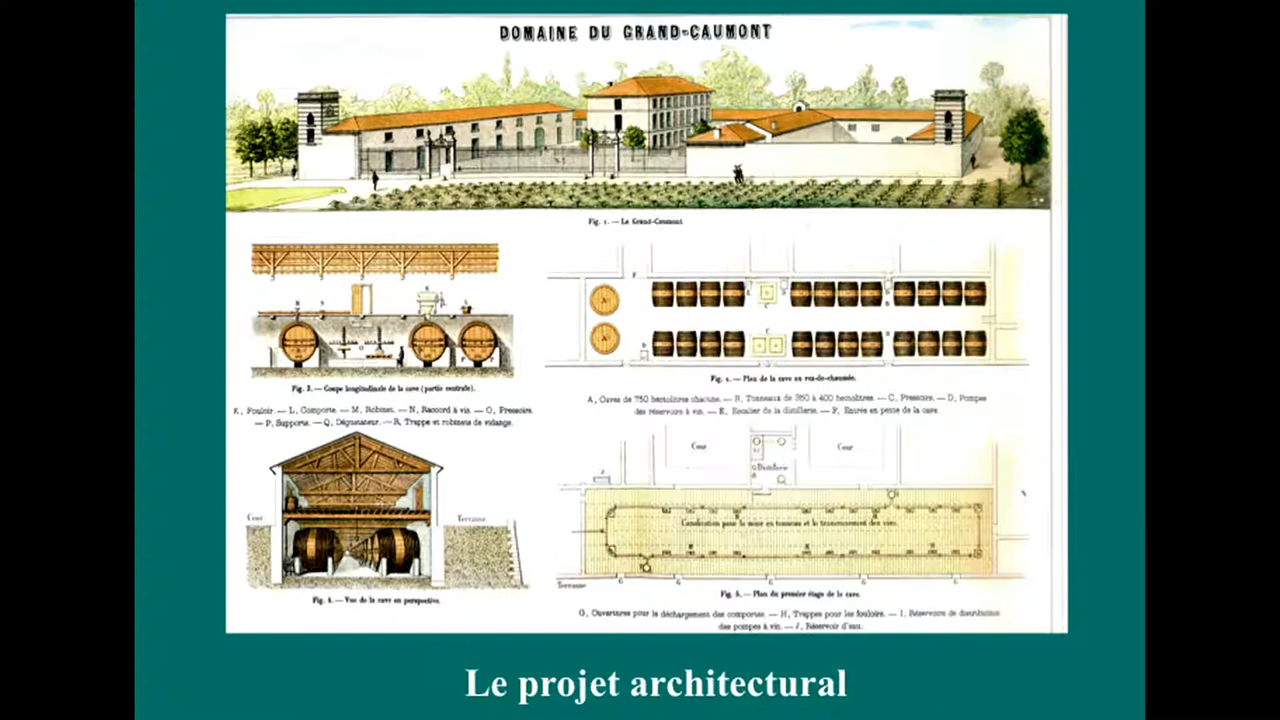 DOMAINE DU GRAND-CAUMONT
Fig. 1. — Le Grand-Caumont
Fig. 3. — Coupe longitudinale de la cave (partie centrale).
K, Fouloir. — L, Comporte. — M, Robinet. — N, Raccord à vin. — O, Pressoirs.
— P, Supports. — Q, Dégustateur. — R, Trappe et robinets de vidange.
Fig. 2. — Plan de la cave au rez-de-chaussée.
A, Cuves de 750 hectolitres chacune. — B, Tonneaux de 350 à 400 hectolitres. — C, Pressoirs. — D, Pompes
des réservoirs à vin. — E, Escalier de la distillerie. — F, Entrée en pente de la cave.
Cour
Terrasse
Fig. 4. — Vue de la cave en perspective.
Cour
Distillerie
Cour
Canalisation pour la mise en tonneau et le transvasement des vins.
Terrasse
Fig. 5. — Plan du premier étage de la cave.
G, Ouvertures pour le déchargement des comportes. — H, Trappes pour les fouloirs. — I, Réservoirs de distribution
des pompes à vin. — J, Réservoir d'eau.
Le projet architectural